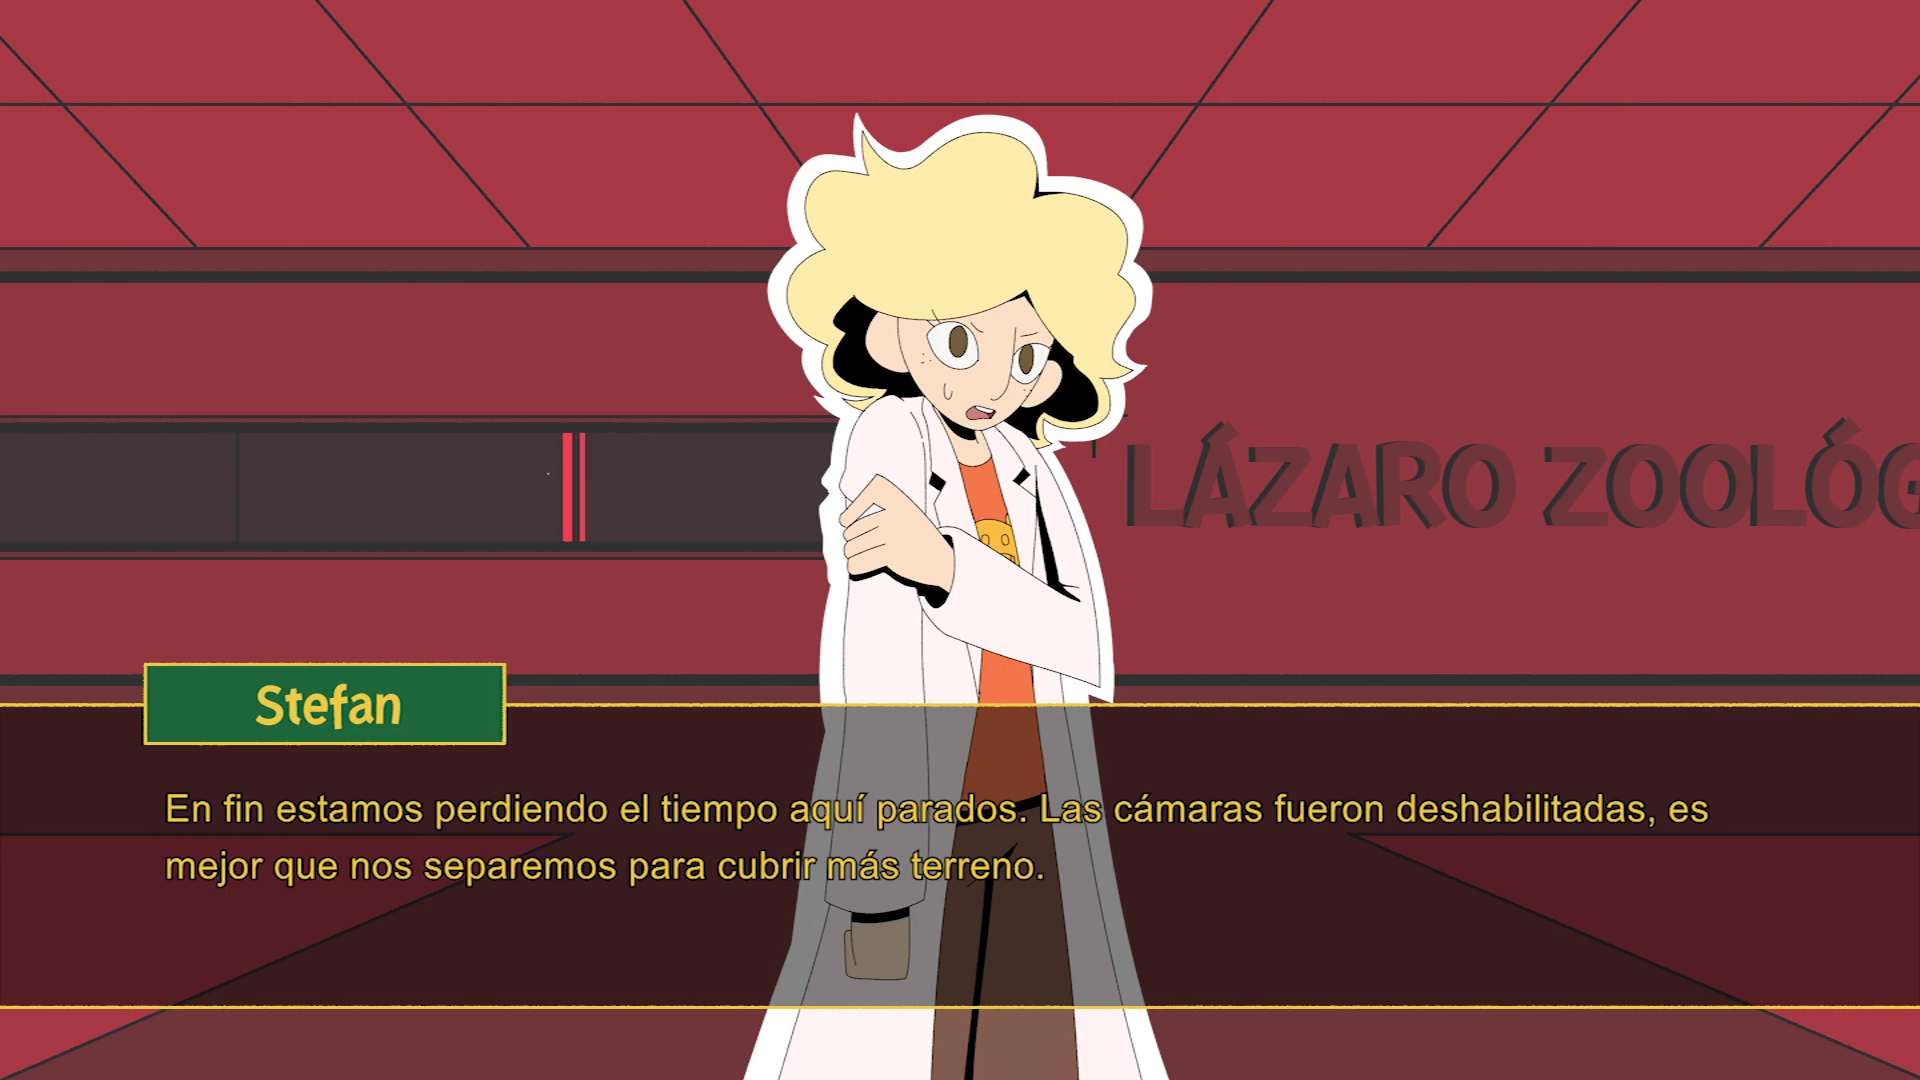 LÁZARO ZOOLÓG
Stefan
En fin estamos perdiendo el tiempo aquí parados. Las cámaras fueron deshabilitadas, es
mejor que nos separemos para cubrir más terreno.